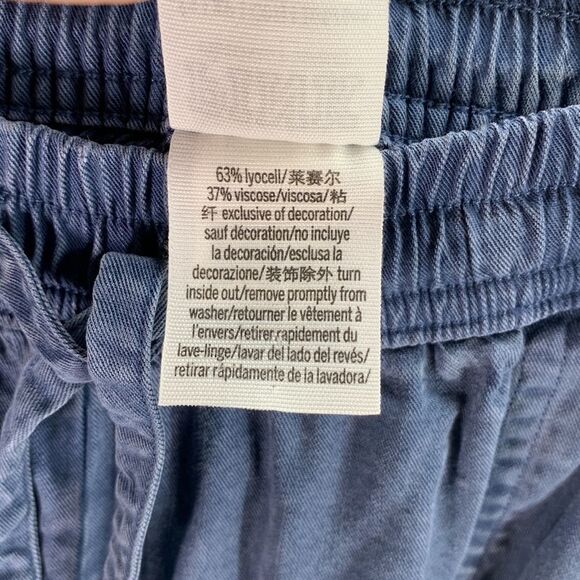 63% lyocell/莱赛尔
37% viscose/viscosa/粘
纤 exclusive of decoration/
sauf décoration/no incluye
la decoración/esclusa la
decorazione/装饰除外 turn
inside out/remove promptly from
washer/retourner le vêtement à
l'envers/retirer rapidement du
lave-linge/lavar del lado del revés/
retirar rápidamente de la lavadora/